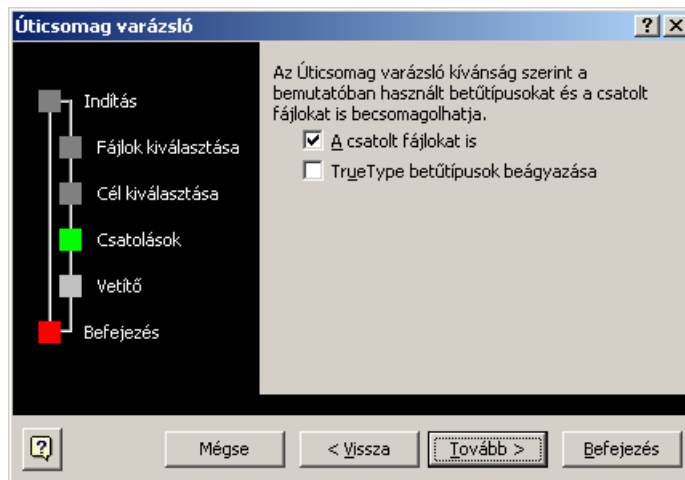 Úticsomag varázsló
Indítás
Fájlok kiválasztása
Cél kiválasztása
Csatolások
Vetítő
Befejezés
Az Úticsomag varázsló kívánság szerint a
bemutatóban használt betűtípusokat és a csatolt
fájlokat is becsomagolhatja.
A csatolt fájlokat is
TrueType betűtípusok beágyazása
Mégse
< Vissza
Tovább >
Befejezés